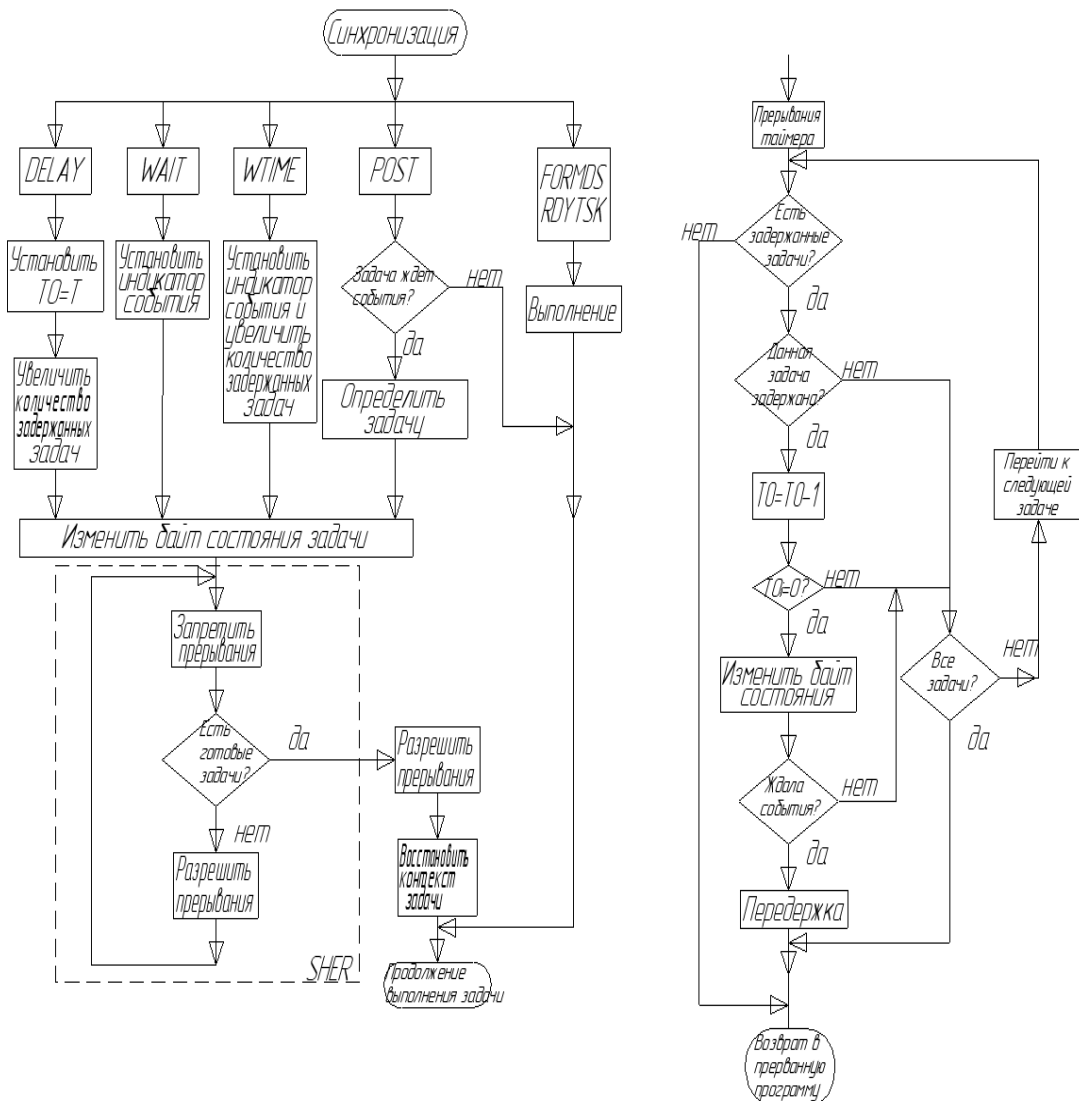 Синхронизация
DELAY
WAIT
WTIME
POST
FORMDS
RDYTSK
Установить
TO=T
Установить
индикатор
события
Установить
индикатор
события и
увеличить
количество
задержанных
задач
Задача ждет
события?
нет
да
Выполнение
Увеличить
количество
задержанных
задач
Определить
задачу
Изменить байт состояния задачи
Запретить
прерывания
Есть
готовые
задачи?
да
нет
Разрешить
прерывания
SHER
Разрешить
прерывания
Восстановить
контекст
задачи
Продолжение
выполнения задачи
Прерывания
таймера
Есть
задержанные
задачи?
нет
да
Данная
задача
задержана?
нет
да
TO=TO-1
TO=0?
нет
да
Изменить байт
состояния
Ждала
события?
нет
да
Передержка
Все
задачи?
нет
да
Перейти к
следующей
задаче
Возврат в
прерванную
программу